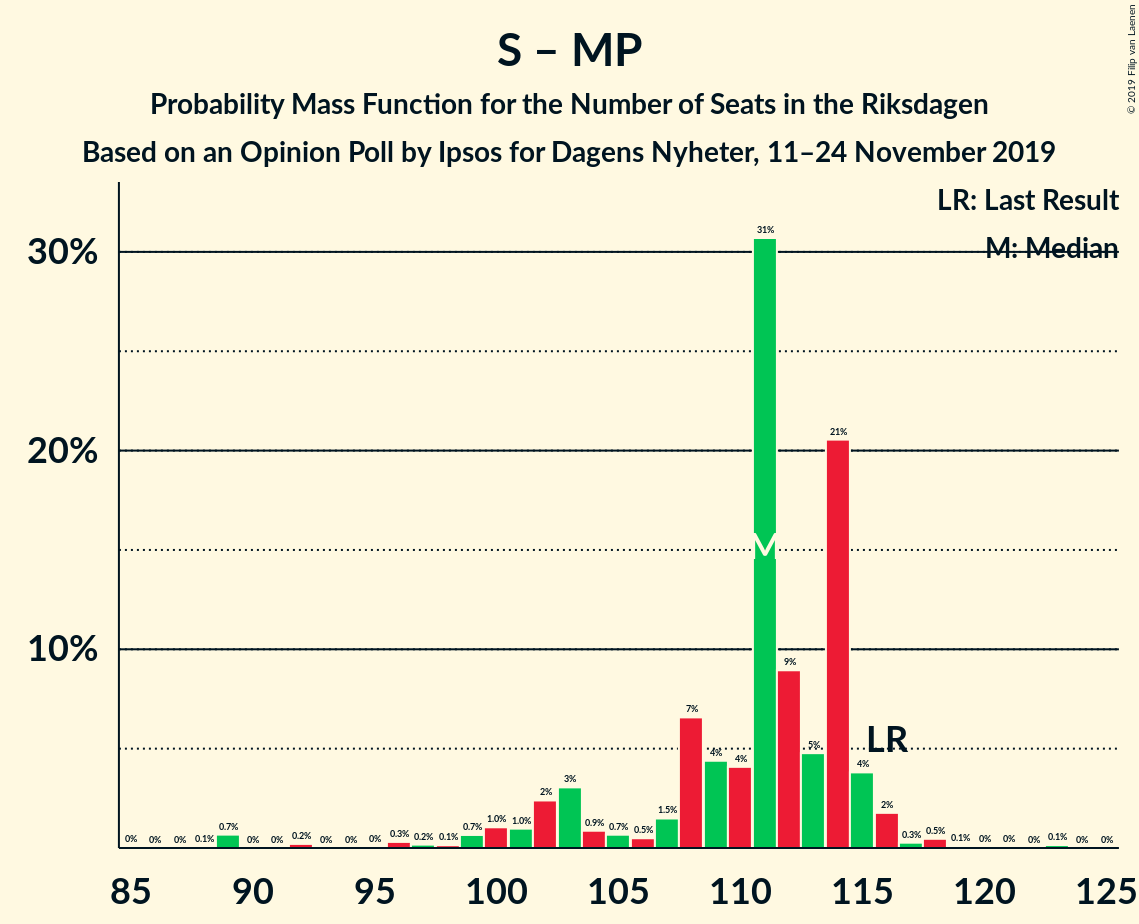 S – MP
Probability Mass Function for the Number of Seats in the Riksdagen
Based on an Opinion Poll by Ipsos for Dagens Nyheter, 11–24 November 2019
© 2019 Filip van Laenen
LR: Last Result
M: Median
30%
20%
10%
0% 0% 0% 0.1% 0.7% 0% 0% 0.2% 0% 0% 0% 0.3% 0.2% 0.1% 0.7% 1.0% 1.0% 2% 3% 0.9% 0.7% 0.5% 1.5% 7% 4% 4% 31% 9% 5% 21% 4% 2% 0.3% 0.5% 0.1% 0% 0% 0% 0.1% 0% 0%
M
LR
85 90 95 100 105 110 115 120 125